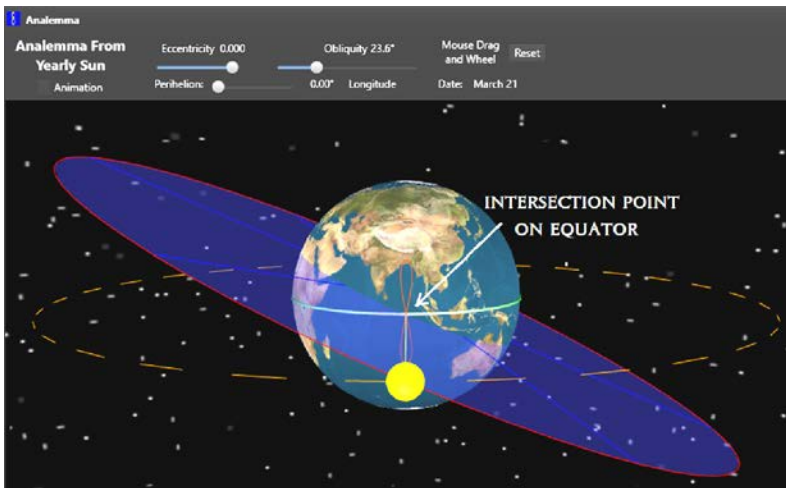 Analemma
Analemma From
Yearly Sun
Animation
Eccentricity 0.000
Obliquity 23.6°
Mouse Drag
and Wheel
Reset
Perihelion:
0.00°
Longitude
Date:
March 21
INTERSECTION POINT
ON EQUATOR